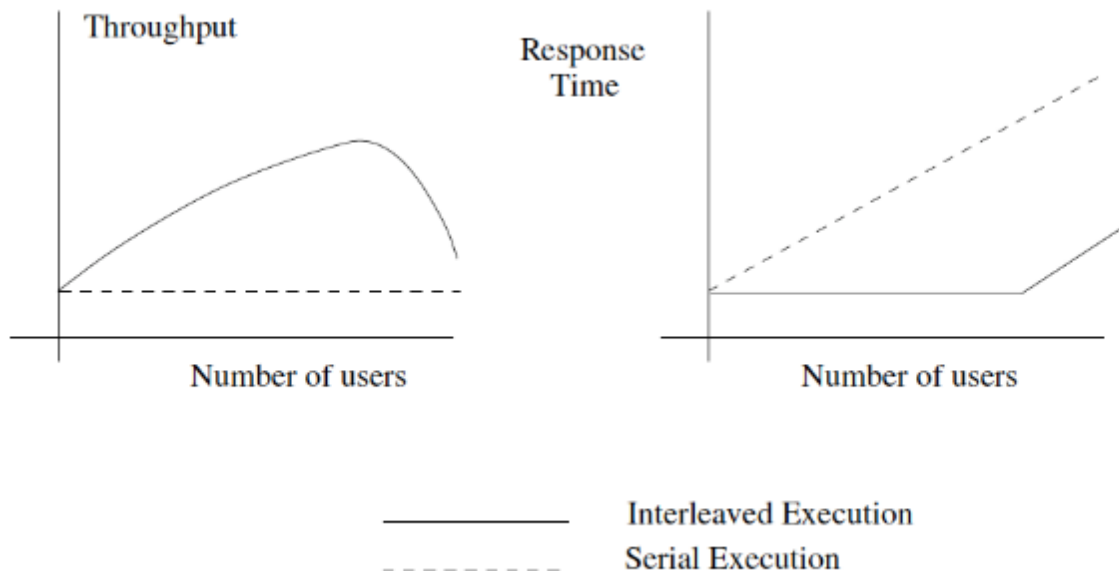 Throughput
Response
Time
Number of users
Number of users
Interleaved Execution
Serial Execution